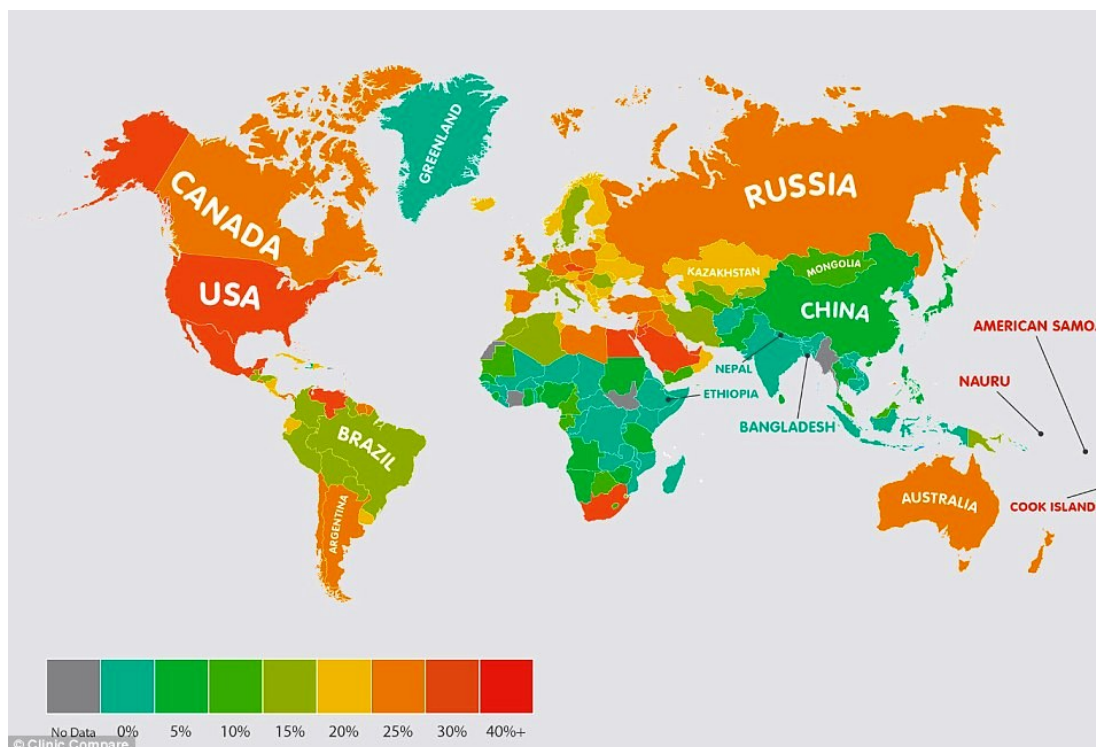 GREENLAND
CANADA
RUSSIA
USA
KAZAKHSTAN
MONGOLIA
CHINA
AMERICAN SAMO
NEPAL
NAURU
ETHIOPIA
BANGLADESH
BRAZIL
AUSTRALIA
COOK ISLAND
ARGENTINA
No Data 0% 5% 10% 15% 20% 25% 30% 40%+
© Clinic Compare